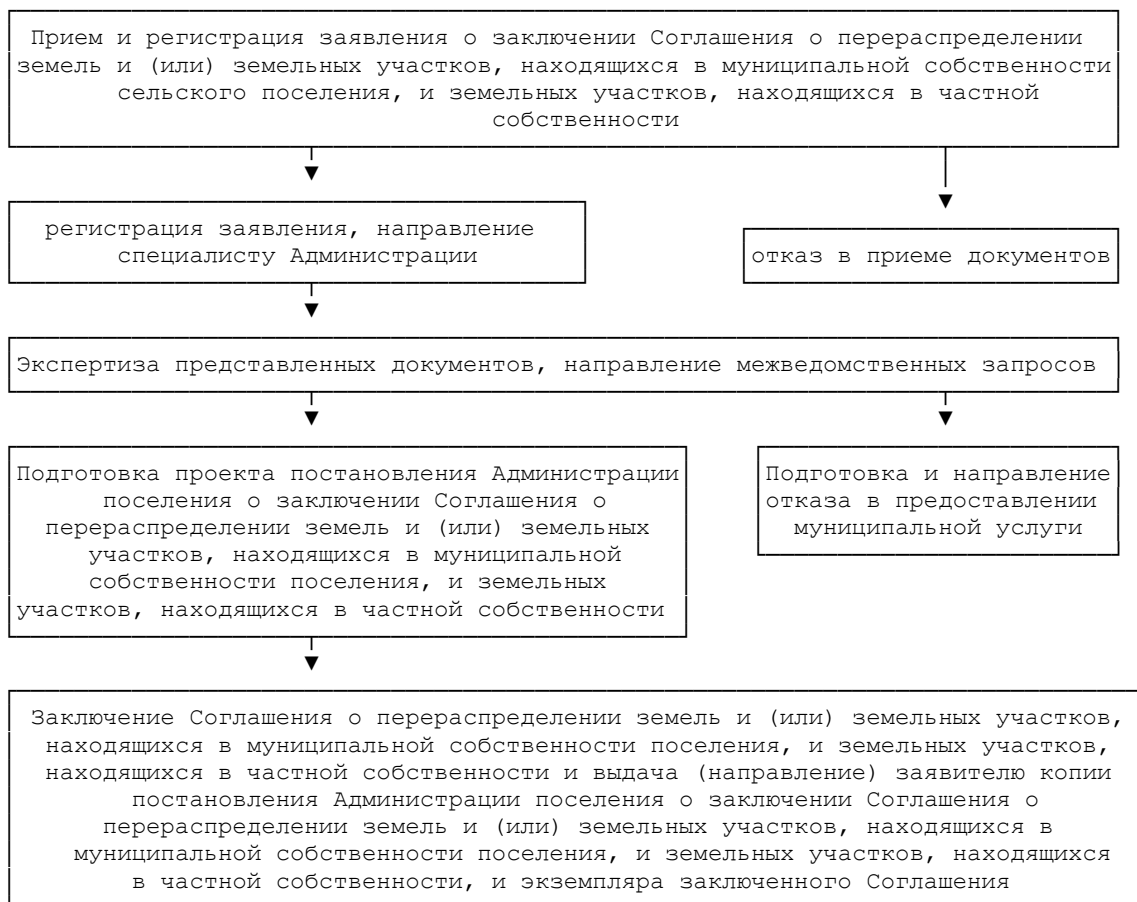 Прием и регистрация заявления о заключении Соглашения о перераспределении
земель и (или) земельных участков, находящихся в муниципальной собственности
сельского поселения, и земельных участков, находящихся в частной
собственности
регистрация заявления, направление
специалисту Администрации
отказ в приеме документов
Экспертиза представленных документов, направление межведомственных запросов
Подготовка проекта постановления Администрации
поселения о заключении Соглашения о
перераспределении земель и (или) земельных
участков, находящихся в муниципальной
собственности поселения, и земельных
участков, находящихся в частной собственности
Подготовка и направление
отказа в предоставлении
муниципальной услуги
Заключение Соглашения о перераспределении земель и (или) земельных участков,
находящихся в муниципальной собственности поселения, и земельных участков,
находящихся в частной собственности и выдача (направление) заявителю копии
постановления Администрации поселения о заключении Соглашения о
перераспределении земель и (или) земельных участков, находящихся в
муниципальной собственности поселения, и земельных участков, находящихся
в частной собственности, и экземпляра заключенного Соглашения